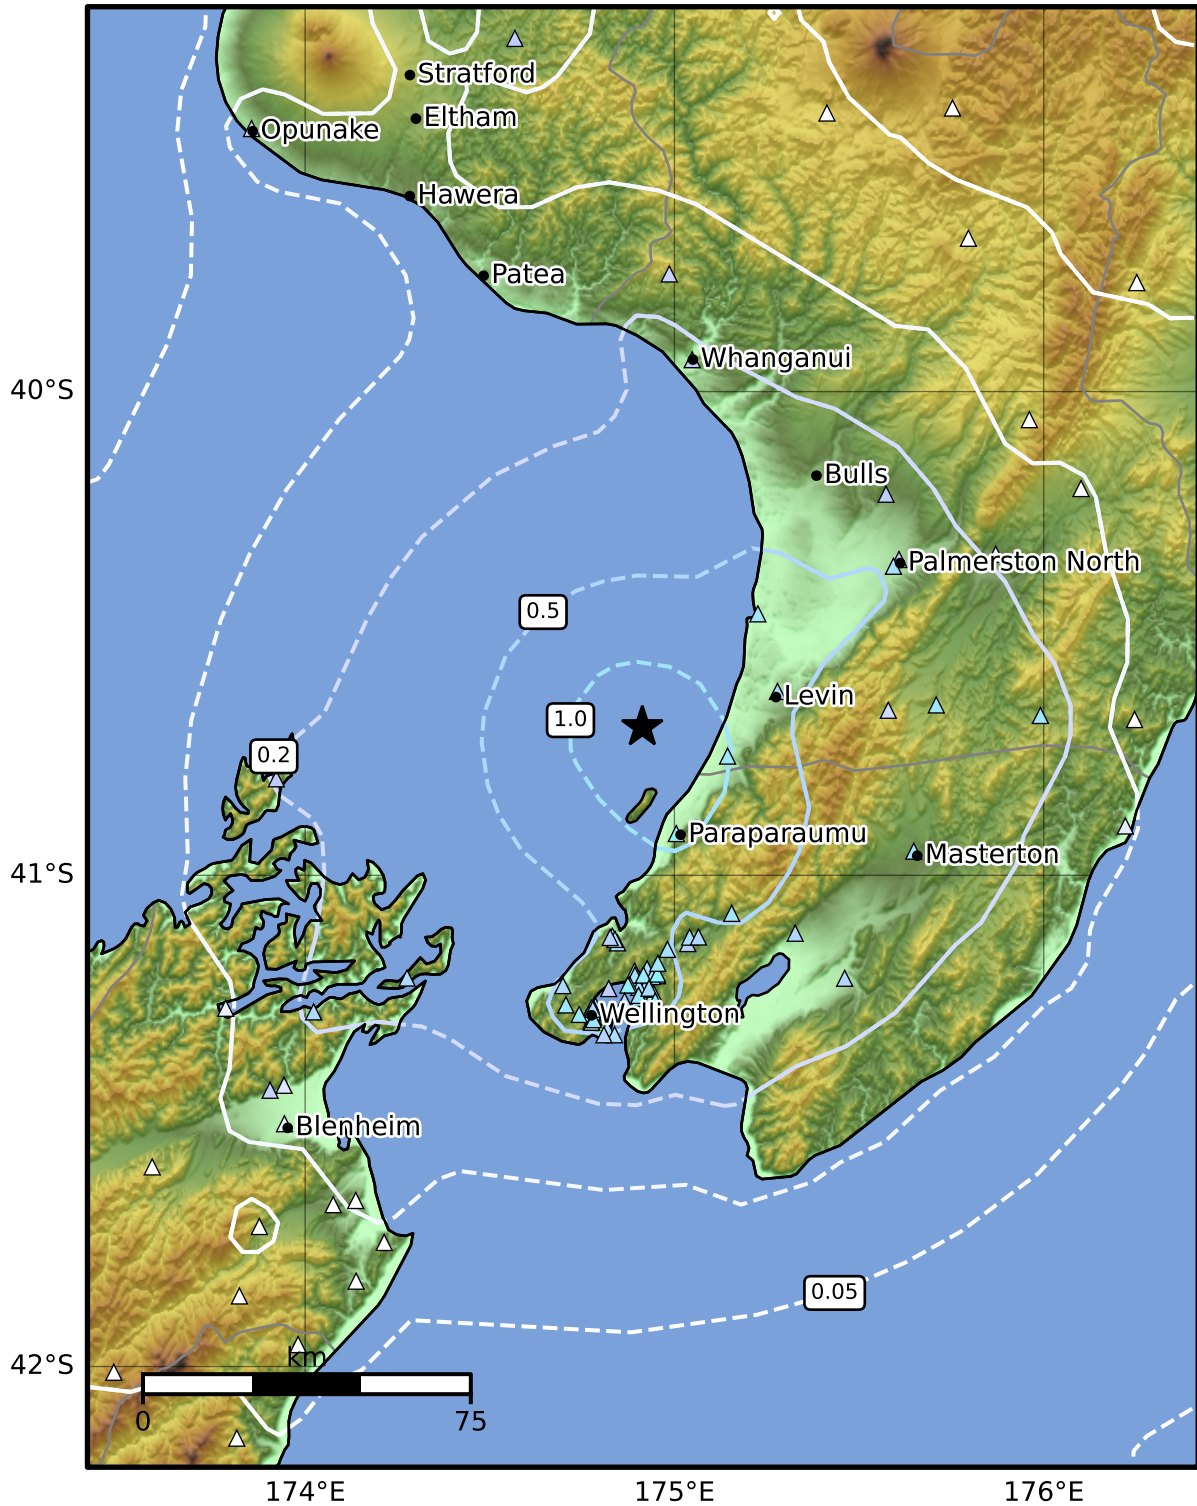 Stratford
Eltham
Opunake
Hawera
Patea
Whanganui
40°S
Bulls
Palmerston North
0.5
Levin
1.0
0.2
Paraparaumu
Masterton
41°S
Wellington
Blenheim
0.05
km
42°S
0
75
174°E
175°E
176°E